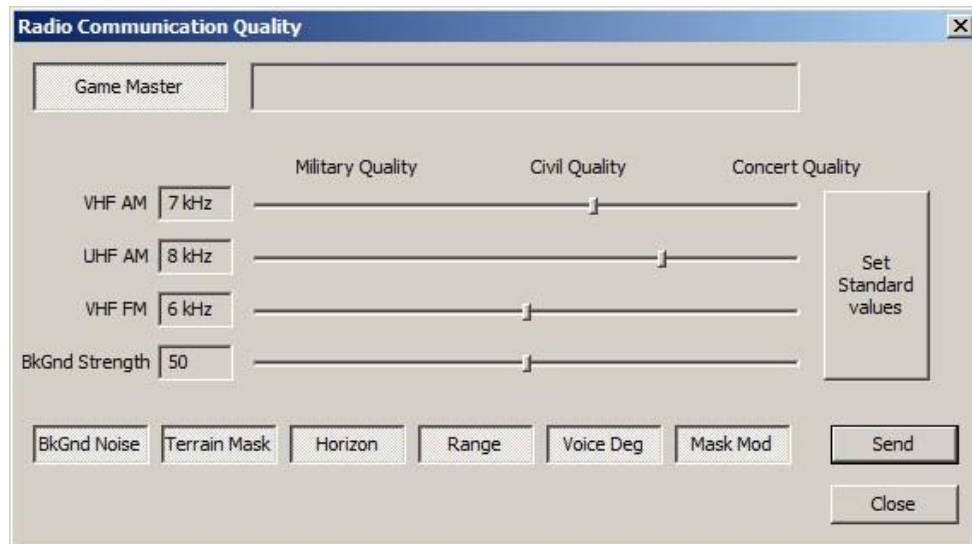 Radio Communication Quality
Game Master
Military Quality Civil Quality Concert Quality
VHF AM 7 kHz
UHF AM 8 kHz
VHF FM 6 kHz
BkGnd Strength 50
Set
Standard
values
BkGnd Noise Terrain Mask Horizon Range Voice Deg Mask Mod Send
Close